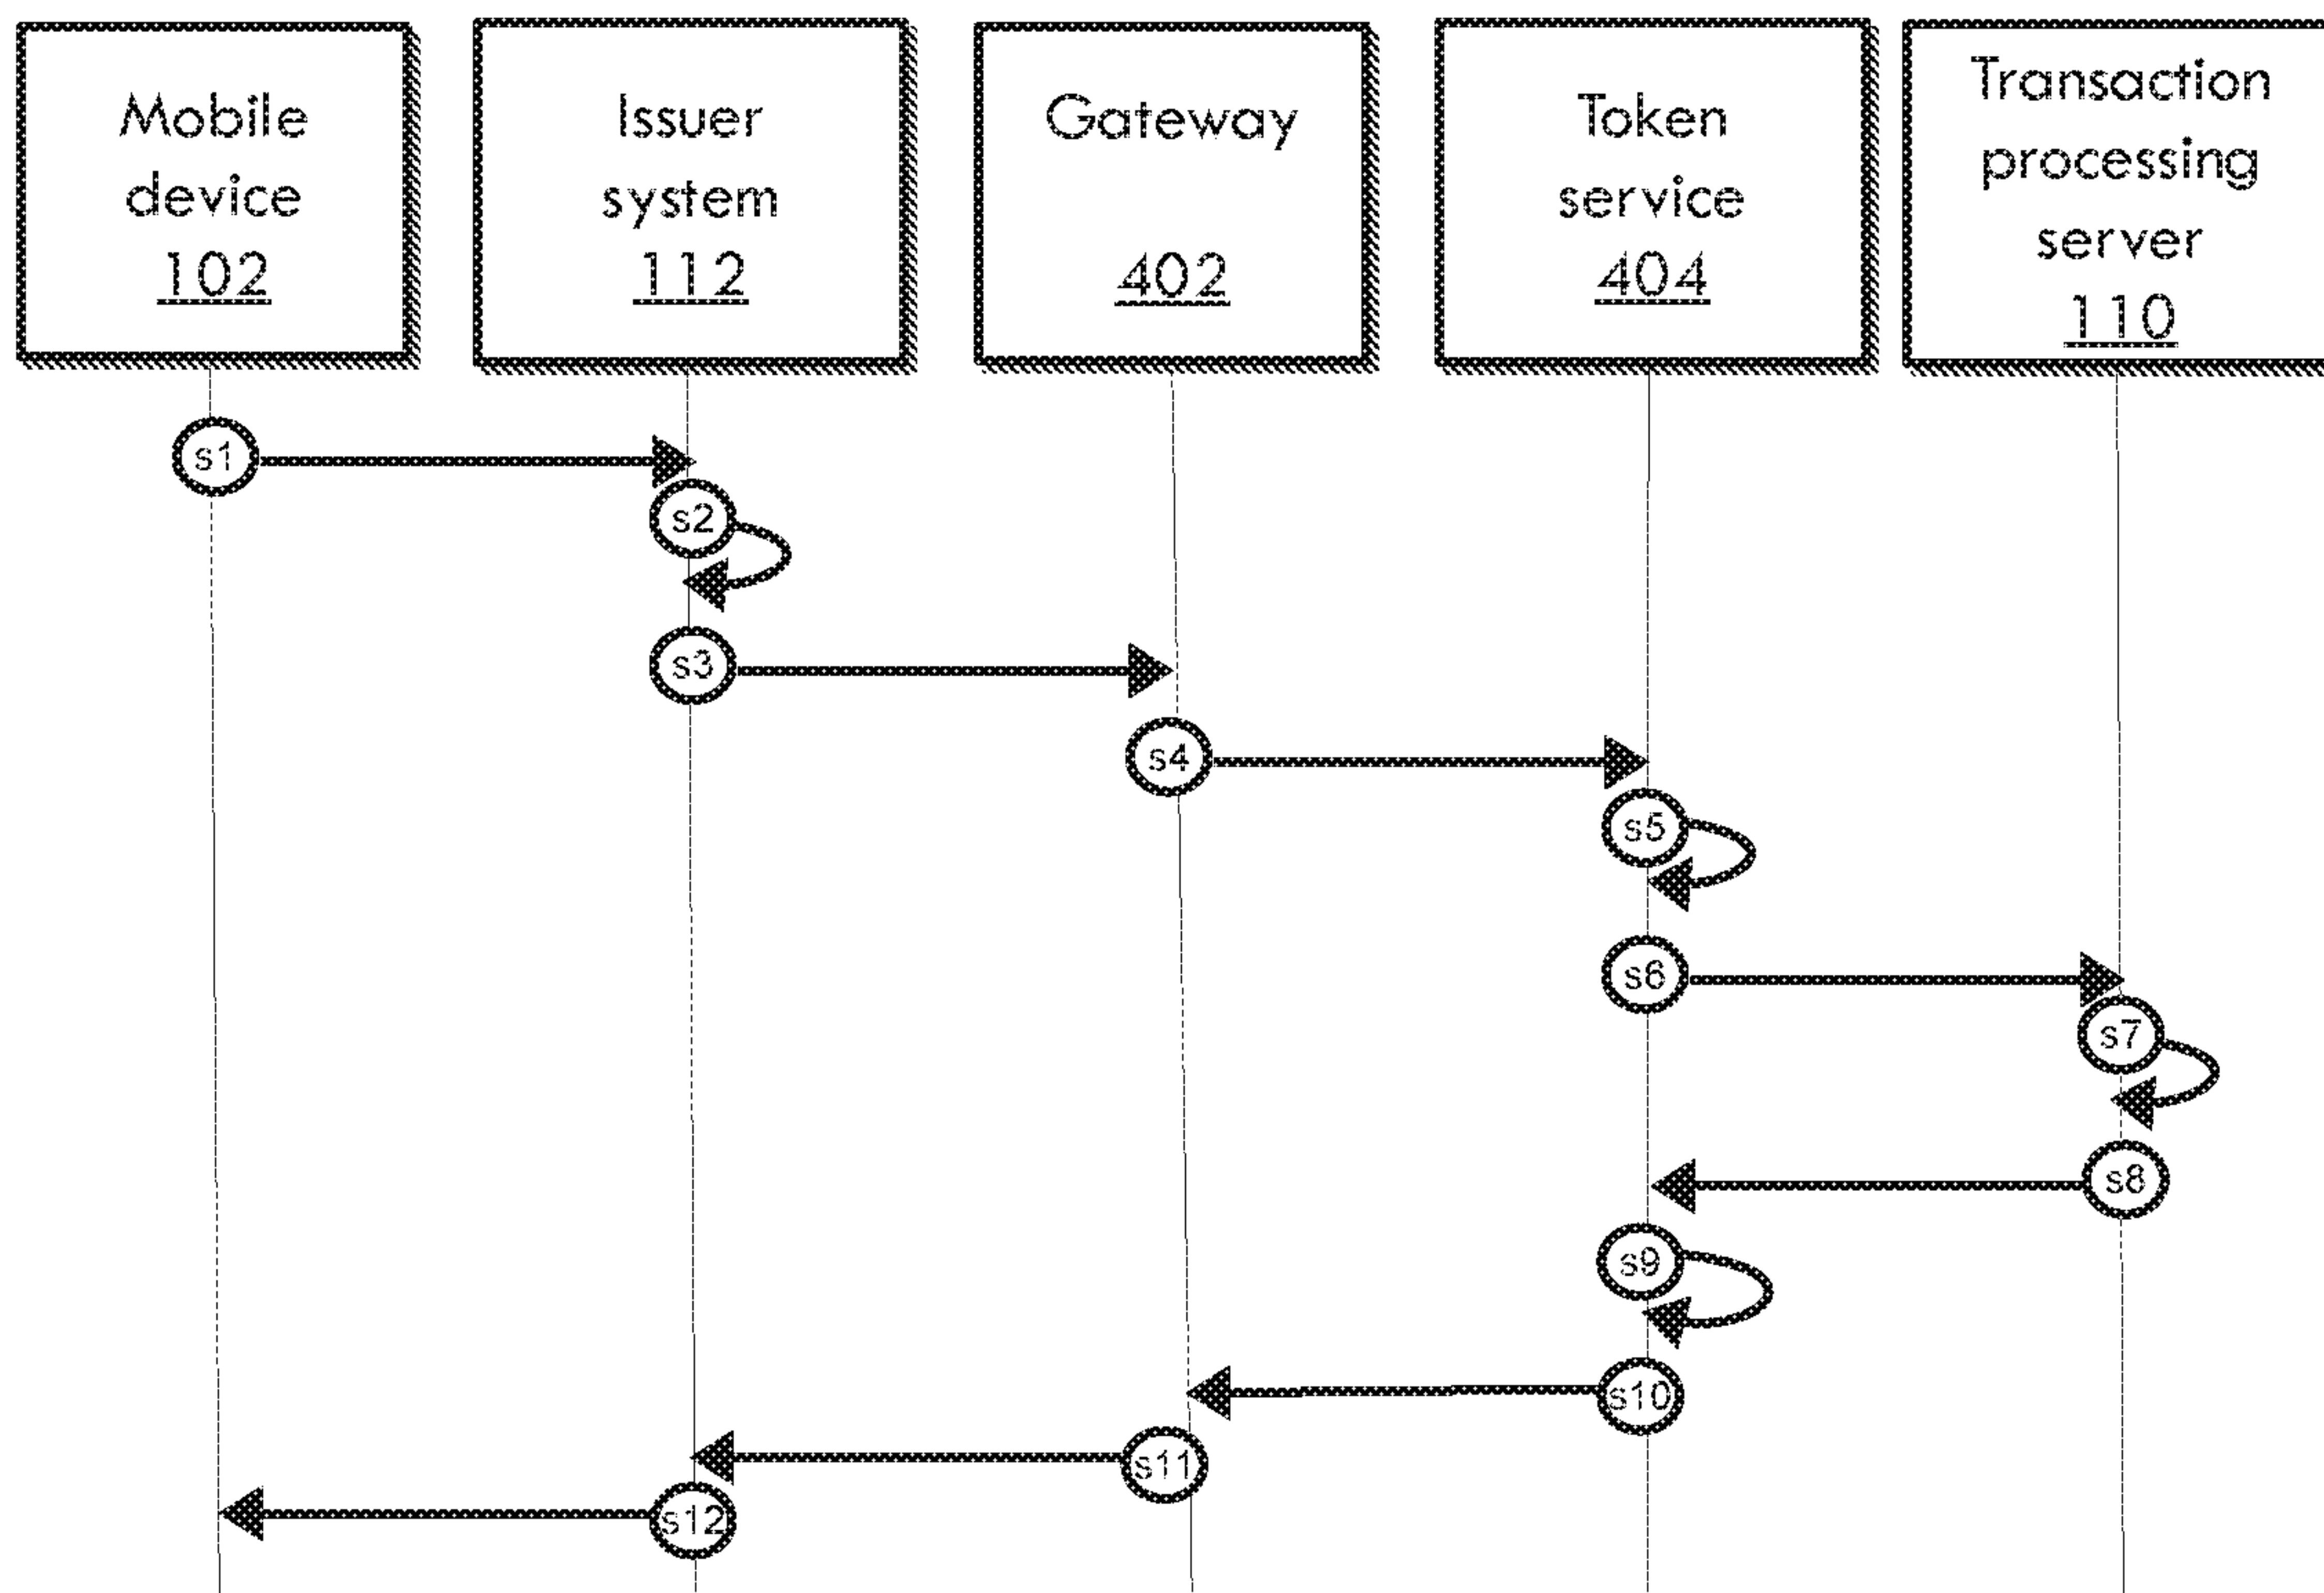 Mobile
device
102
Issuer
system
112
Gateway
402
Token
service
404
Transaction
processing
server
110
s1
s2
s3
s4
s5
s6
s7
s8
s9
s10
s11
s12